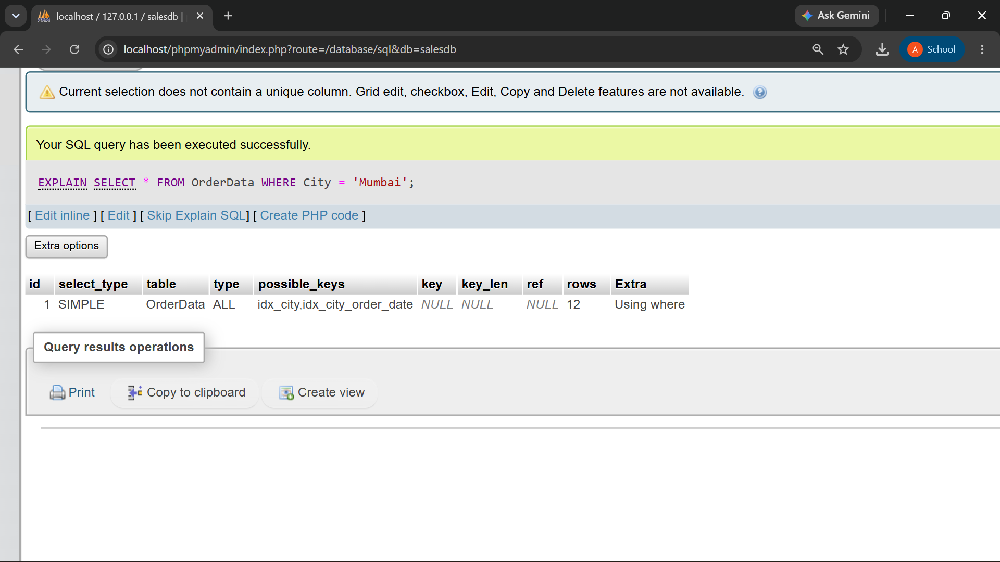 localhost / 127.0.0.1 / salesdb |
Ask Gemini
localhost/phpmyadmin/index.php?route=/database/sql&db=salesdb
A School
Current selection does not contain a unique column. Grid edit, checkbox, Edit, Copy and Delete features are not available.
Your SQL query has been executed successfully.
EXPLAIN SELECT * FROM OrderData WHERE City = 'Mumbai';
[ Edit inline ] [ Edit ] [ Skip Explain SQL] [ Create PHP code ]
Extra options
id select_type table type possible_keys key key_len ref rows Extra
1 SIMPLE OrderData ALL idx_city,idx_city_order_date NULL NULL NULL 12 Using where
Query results operations
Print Copy to clipboard Create view